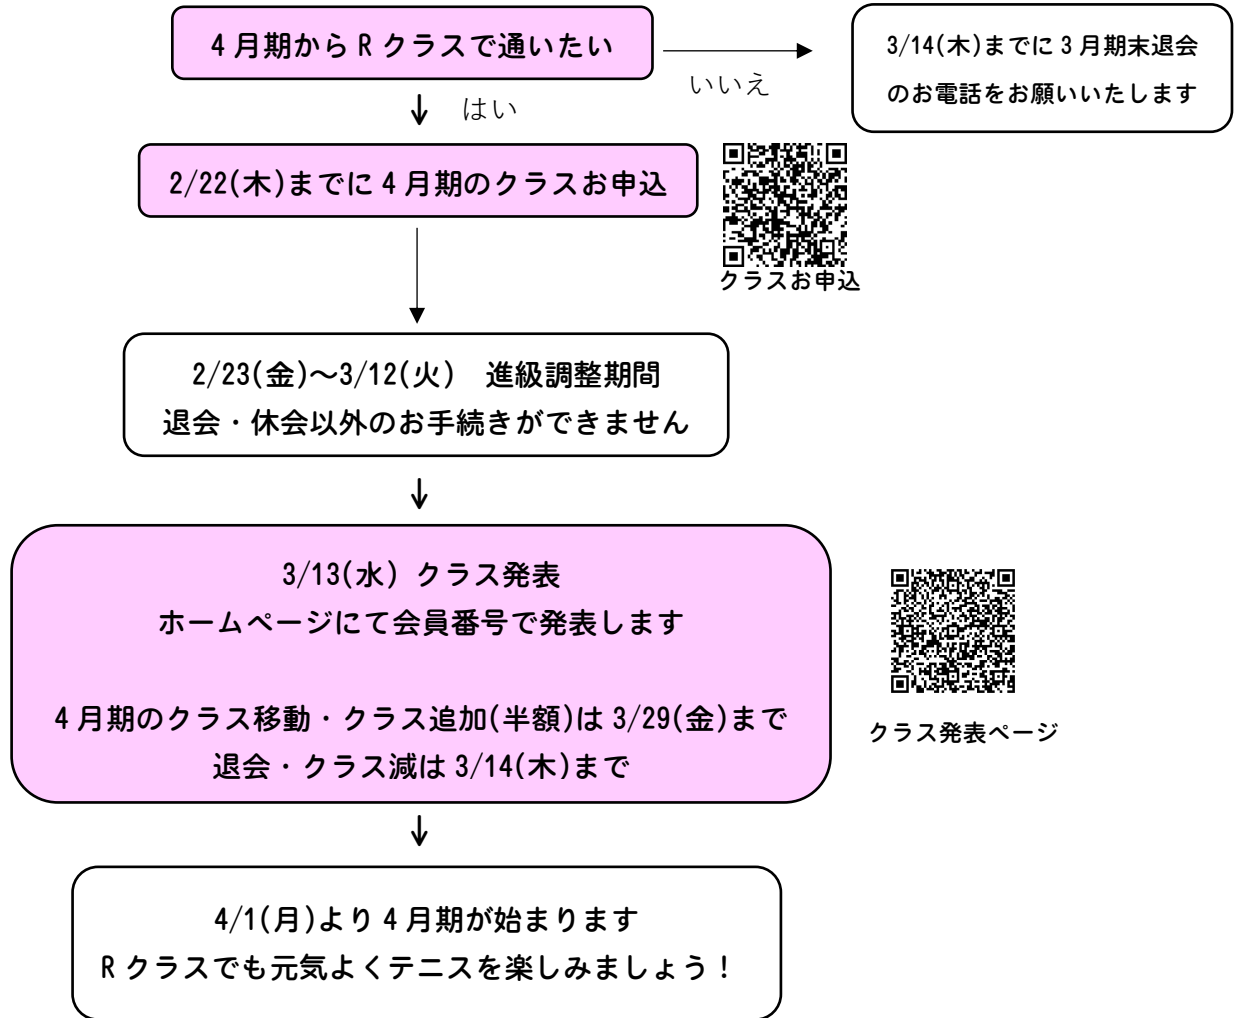 4月期からRクラスで通いたい
いいえ
3/14(木)までに3月期末退会
のお電話をお願いいたします
↓ はい
2/22(木)までに4月期のクラスお申込
クラスお申込
2/23(金)～3/12(火)　進級調整期間
退会・休会以外のお手続きができません
↓
3/13(水) クラス発表
ホームページにて会員番号で発表します
4月期のクラス移動・クラス追加(半額)は3/29(金)まで
退会・クラス減は3/14(木)まで
クラス発表ページ
↓
4/1(月)より4月期が始まります
Rクラスでも元気よくテニスを楽しみましょう！